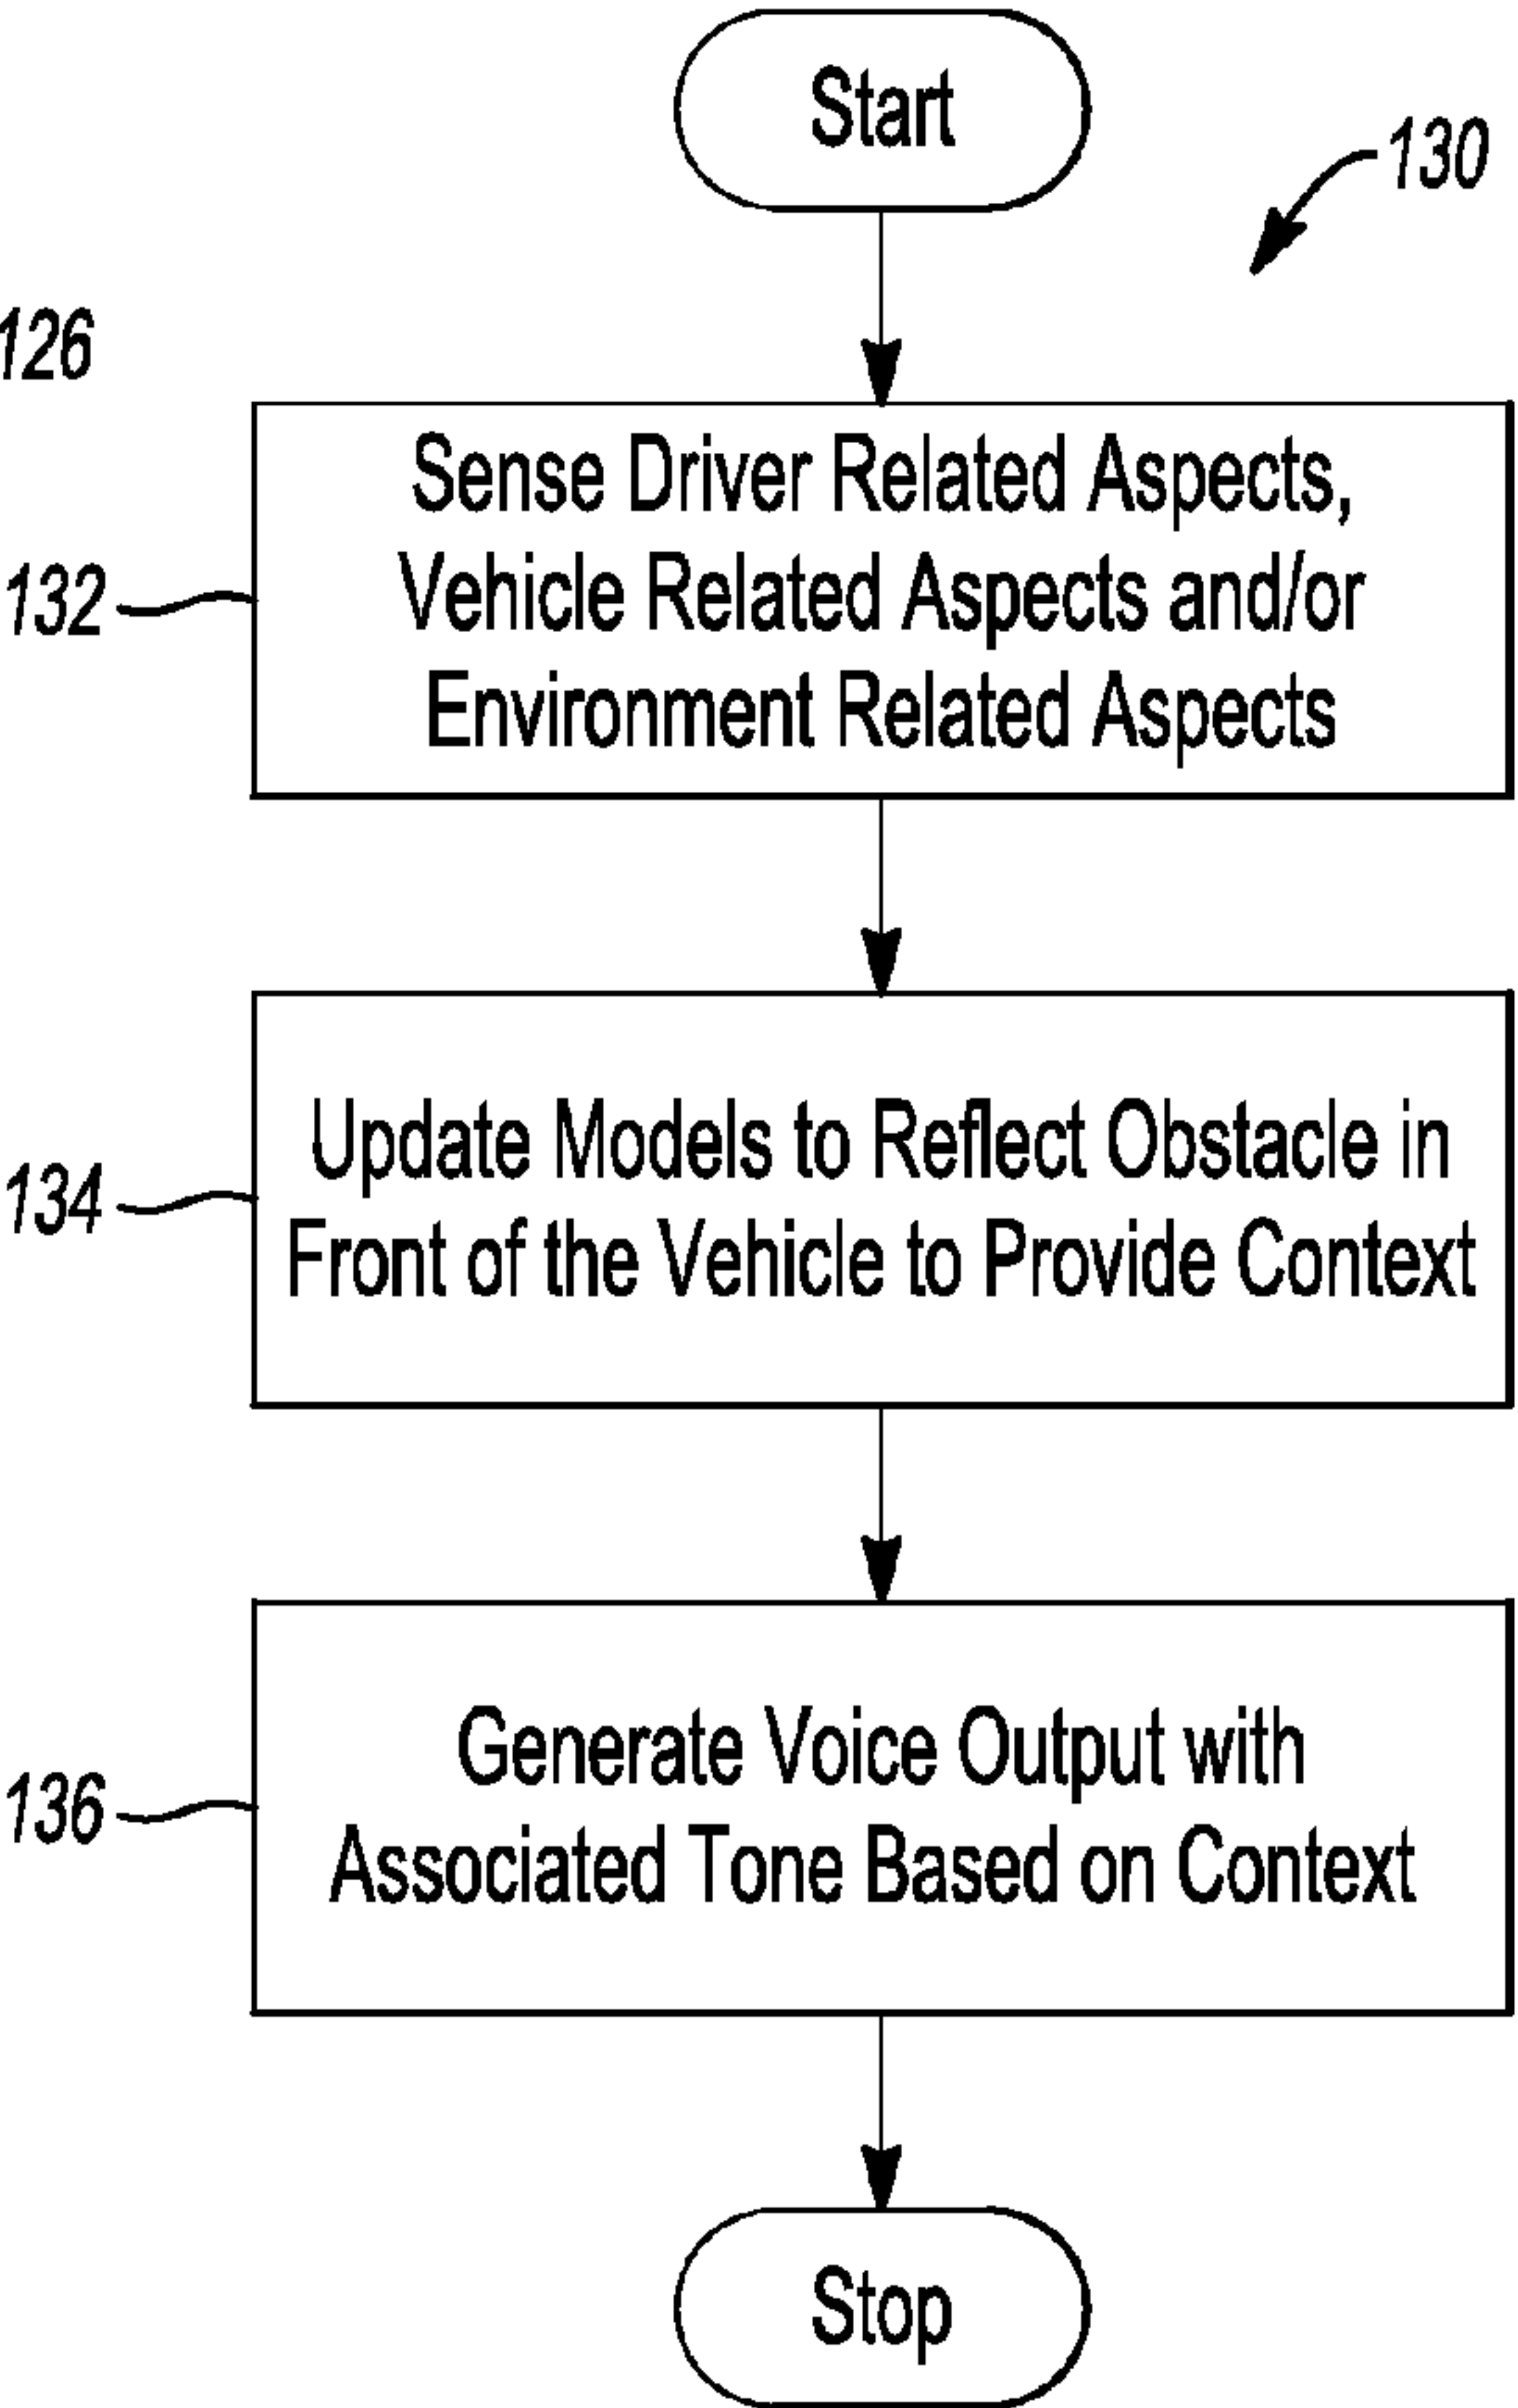 Start
130
126
Sense Driver Related Aspects,
Vehicle Related Aspects and/or
Environment Related Aspects
132
Update Models to Reflect Obstacle in
Front of the Vehicle to Provide Context
134
Generate Voice Output with
Associated Tone Based on Context
136
Stop